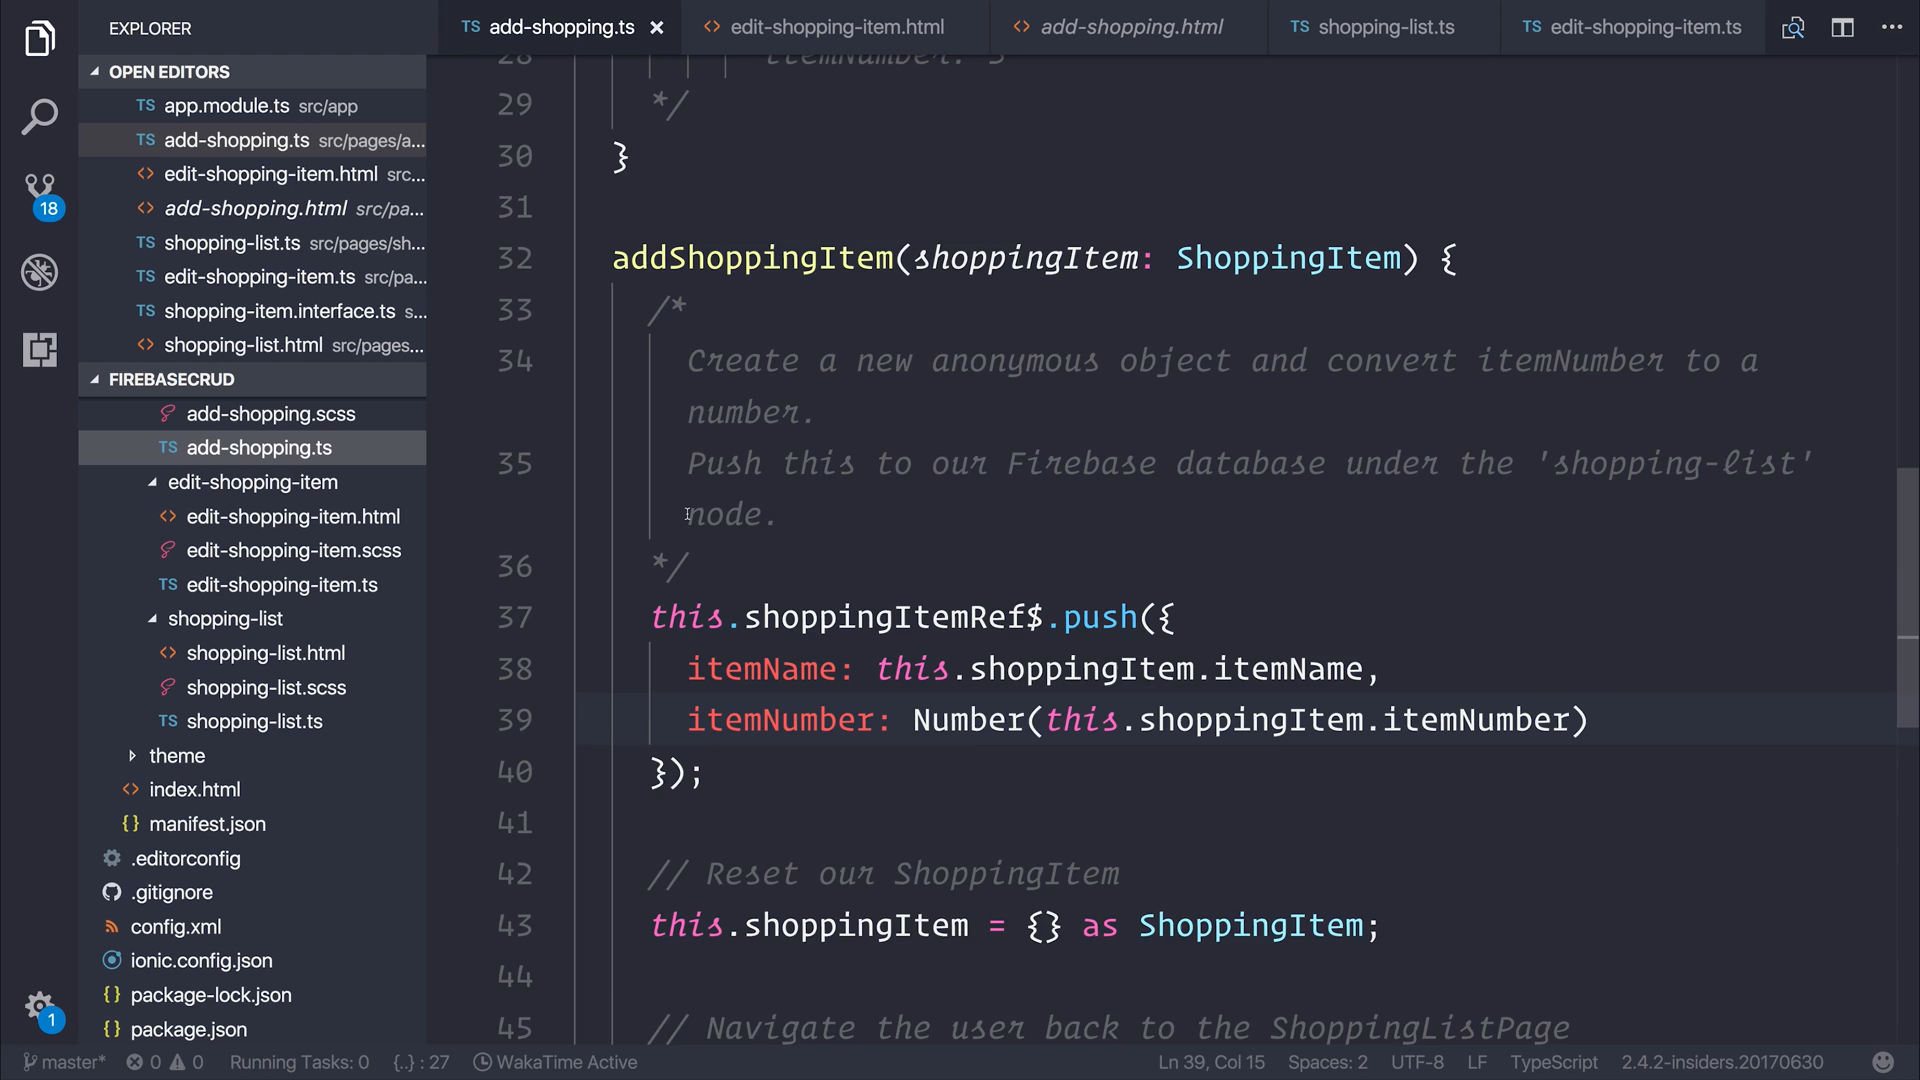 EXPLORER
OPEN EDITORS
TS app.module.ts src/app
TS add-shopping.ts src/pages/a...
<> edit-shopping-item.html src...
<> add-shopping.html src/pa...
TS shopping-list.ts src/pages/sh...
TS edit-shopping-item.ts src/pa...
TS shopping-item.interface.ts s...
<> shopping-list.html src/pages...
FIREBASECRUD
add-shopping.scss
TS add-shopping.ts
edit-shopping-item
<> edit-shopping-item.html
edit-shopping-item.scss
TS edit-shopping-item.ts
shopping-list
<> shopping-list.html
shopping-list.scss
TS shopping-list.ts
theme
<> index.html
{} manifest.json
.editorconfig
.gitignore
config.xml
ionic.config.json
{} package-lock.json
{} package.json
18
1
TS add-shopping.ts
<> edit-shopping-item.html
<> add-shopping.html
TS shopping-list.ts
TS edit-shopping-item.ts
28 itemNumber: 5
29 */
30 }
31
32 addShoppingItem(shoppingItem: ShoppingItem) {
33 /*
34 Create a new anonymous object and convert itemNumber to a
number.
35 Push this to our Firebase database under the 'shopping-list'
node.
36 */
37 this.shoppingItemRef$.push({
38 itemName: this.shoppingItem.itemName,
39 itemNumber: Number(this.shoppingItem.itemNumber)
40 });
41
42 // Reset our ShoppingItem
43 this.shoppingItem = {} as ShoppingItem;
44
45 // Navigate the user back to the ShoppingListPage
master* 0 0 Running Tasks: 0 {..} : 27 WakaTime Active Ln 39, Col 15 Spaces: 2 UTF-8 LF TypeScript 2.4.2-insiders.20170630